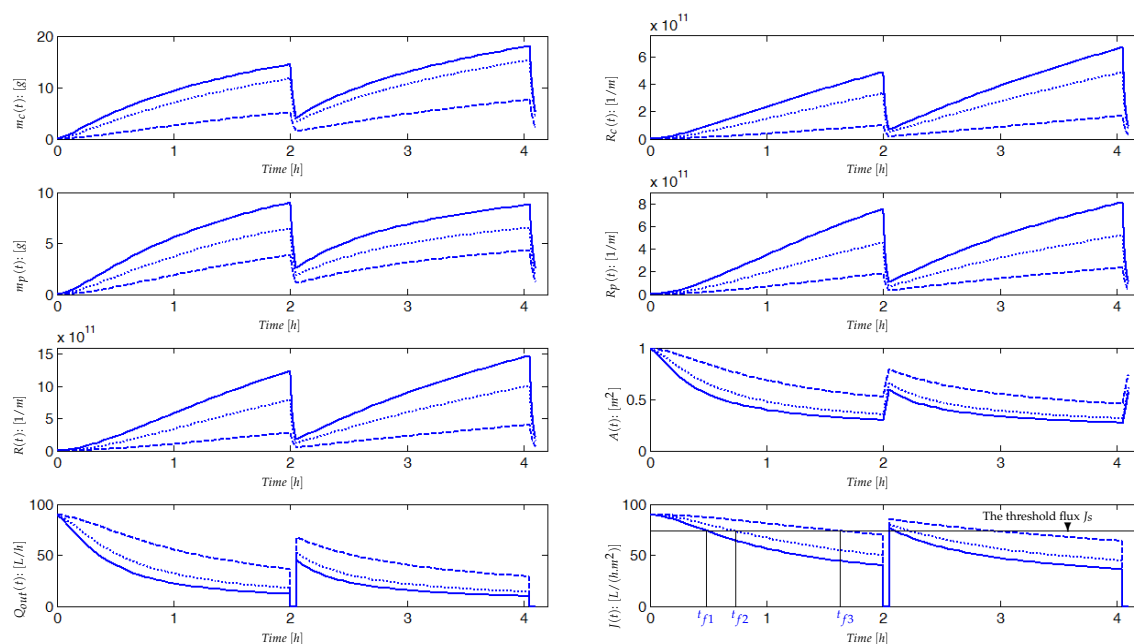 20
10
0
0 1 2 3 4
m_c(t): [g]
Time [h]
x 10^11
6
4
2
0
0 1 2 3 4
R_c(t): [1/m]
Time [h]
10
5
0
0 1 2 3 4
m_p(t): [g]
Time [h]
x 10^11
8
6
4
2
0
0 1 2 3 4
R_p(t): [1/m]
Time [h]
x 10^11
15
10
5
0
0 1 2 3 4
R(t): [1/m]
Time [h]
1
0.5
0
0 1 2 3 4
A(t): [m^2]
Time [h]
100
50
0
0 1 2 3 4
Q_out(t): [L/h]
Time [h]
100
50
0
0 1 2 3 4
J(t): [L/(h.m^2)]
The threshold flux Js
t_f1 t_f2 t_f3
Time [h]